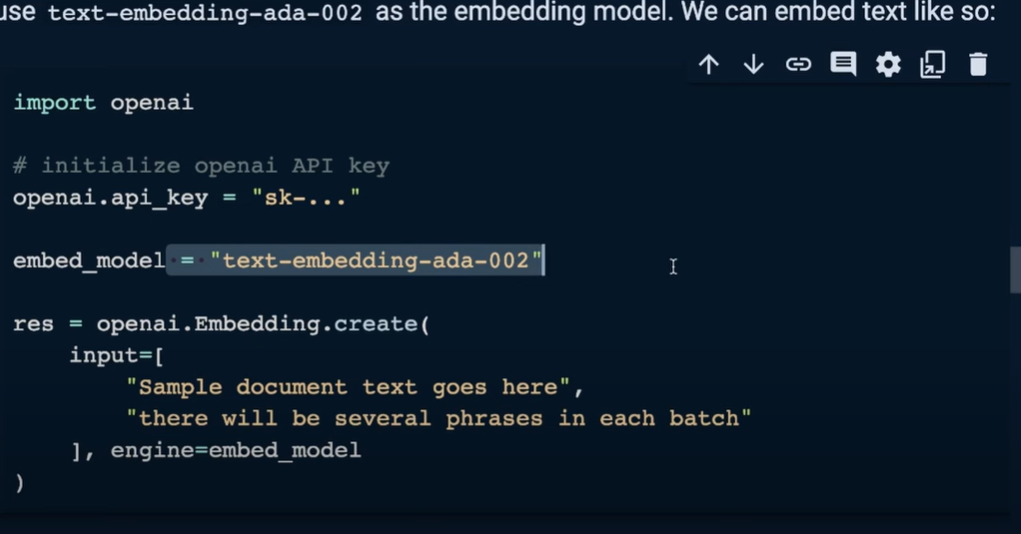 use text-embedding-ada-002 as the embedding model. We can embed text like so:
import openai
# initialize openai API key
openai.api_key = "sk-..."
embed_model = "text-embedding-ada-002"
res = openai.Embedding.create(
    input=[
        "Sample document text goes here",
        "there will be several phrases in each batch"
    ], engine=embed_model
)